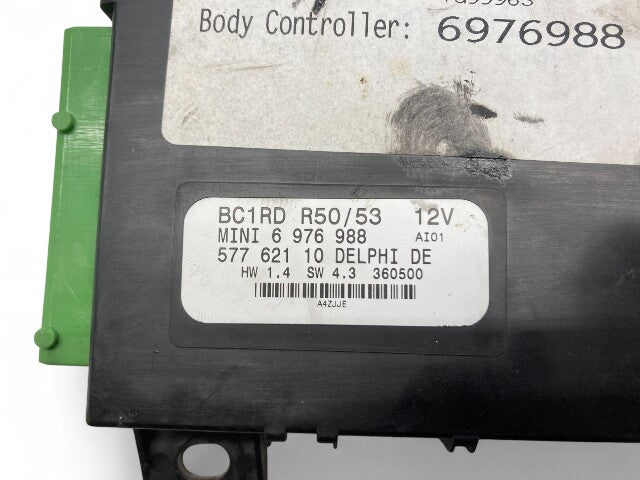 Body Controller: 6976988
BC1RD R50/53 12V
MINI 6 976 988 AI01
577 621 10 DELPHI DE
HW 1.4 SW 4.3 360500
A4ZJJE